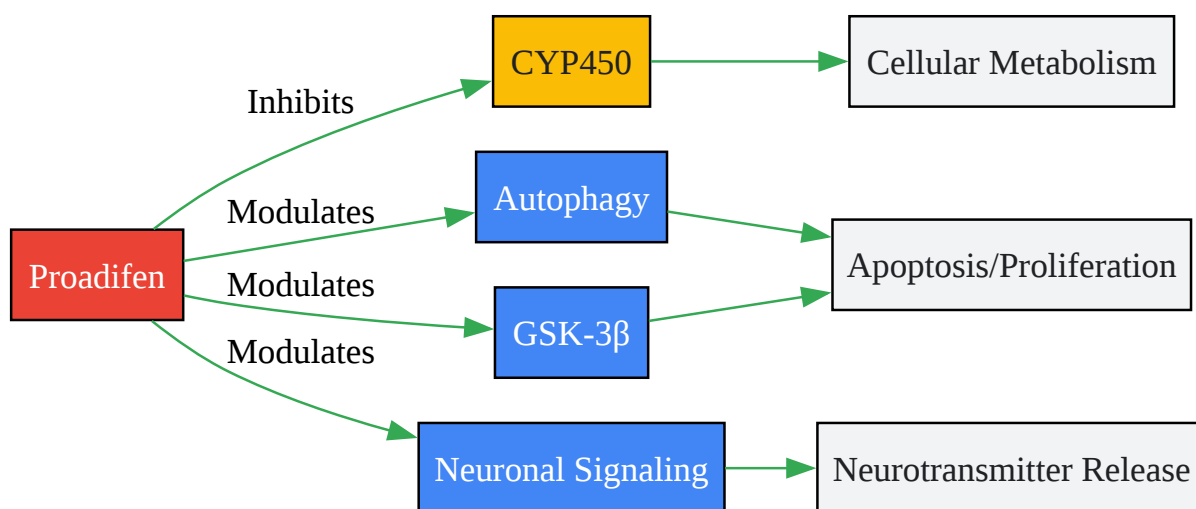 CYP450
Cellular Metabolism
Inhibits
Autophagy
Modulates
Proadifen
Apoptosis/Proliferation
Modulates
GSK-3β
Modulates
Neuronal Signaling
Neurotransmitter Release